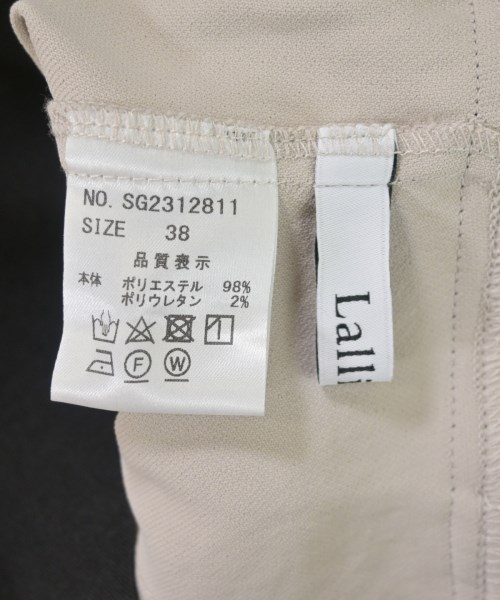 NO. SG2312811
SIZE 38
品質表示
本体 ポリエステル 98%
ポリウレタン 2%
F W
Lalli